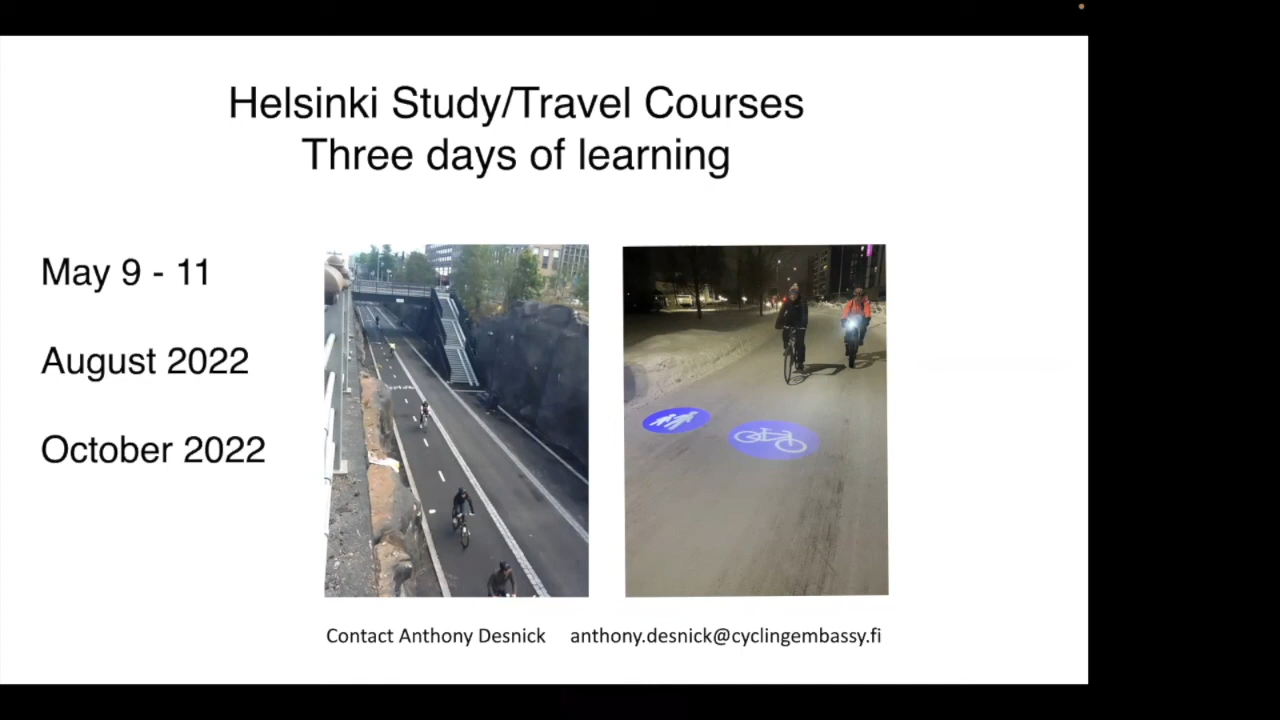 Helsinki Study/Travel Courses
Three days of learning
May 9 - 11
August 2022
October 2022
Contact Anthony Desnick anthony.desnick@cyclingembassy.fi